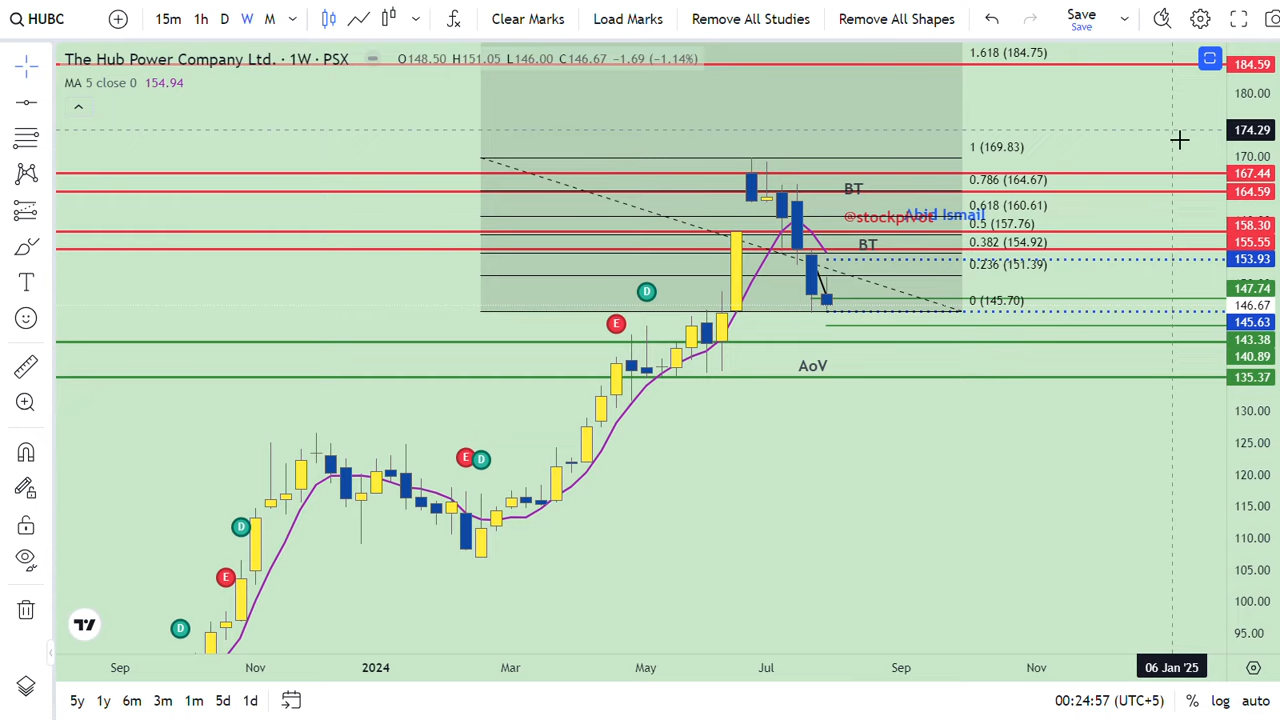 HUBC 15m 1h D W M Clear Marks Load Marks Remove All Studies Remove All Shapes Save
Save
The Hub Power Company Ltd. · 1W · PSX O148.50 H151.05 L146.00 C146.67 −1.69 (−1.14%)
MA 5 close 0 154.94
1.618 (184.75)
184.59
180.00
174.29
1 (169.83)
170.00
167.44
0.786 (164.67)
BT
164.59
0.618 (160.61)
@stockpivot
Abid Ismail
0.5 (157.76)
158.30
0.382 (154.92)
BT
155.55
153.93
0.236 (151.39)
D
147.74
0 (145.70)
146.67
E
145.63
143.38
140.89
AoV
135.37
130.00
125.00
E D
120.00
115.00
D
110.00
105.00
E
100.00
D
95.00
Sep Nov 2024 Mar May Jul Sep Nov 06 Jan '25
5y 1y 6m 3m 1m 5d 1d 00:24:57 (UTC+5) % log auto